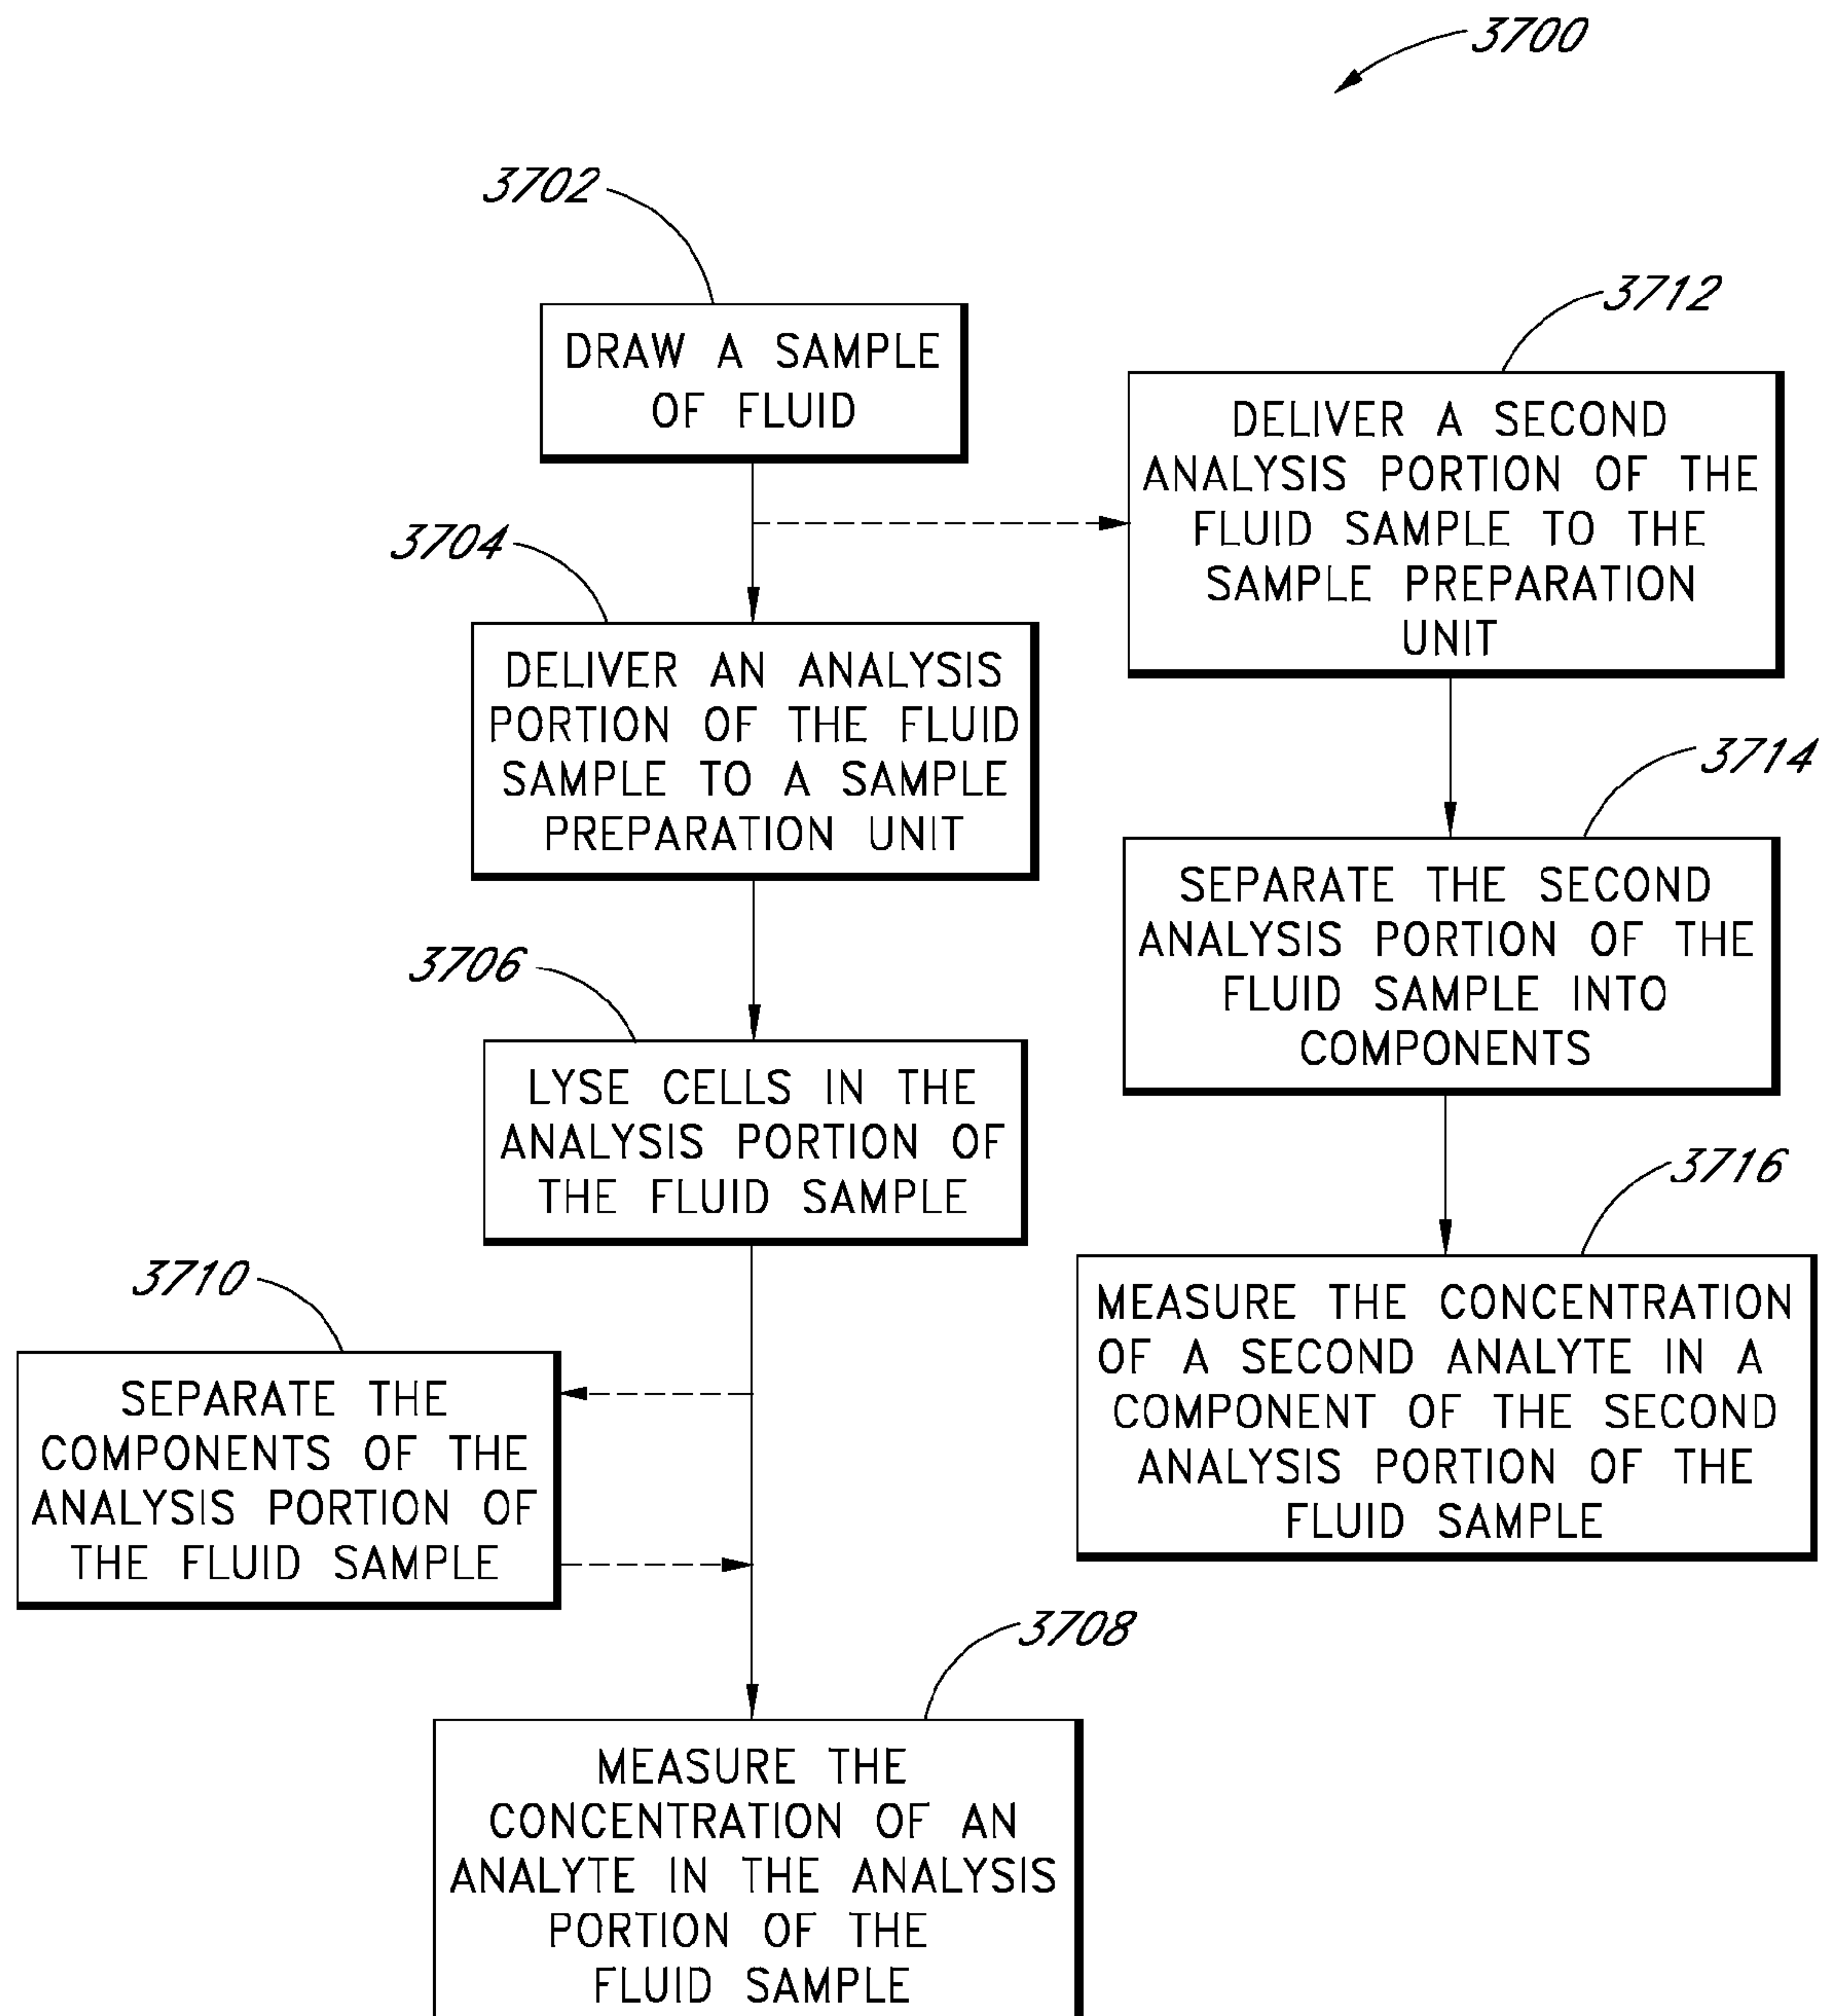 3700
3702
DRAW A SAMPLE
OF FLUID
3712
DELIVER A SECOND
ANALYSIS PORTION OF THE
FLUID SAMPLE TO THE
SAMPLE PREPARATION
UNIT
3704
DELIVER AN ANALYSIS
PORTION OF THE FLUID
SAMPLE TO A SAMPLE
PREPARATION UNIT
3714
SEPARATE THE SECOND
ANALYSIS PORTION OF THE
FLUID SAMPLE INTO
COMPONENTS
3706
LYSE CELLS IN THE
ANALYSIS PORTION OF
THE FLUID SAMPLE
3716
MEASURE THE CONCENTRATION
OF A SECOND ANALYTE IN A
COMPONENT OF THE SECOND
ANALYSIS PORTION OF THE
FLUID SAMPLE
3710
SEPARATE THE
COMPONENTS OF THE
ANALYSIS PORTION OF
THE FLUID SAMPLE
3708
MEASURE THE
CONCENTRATION OF AN
ANALYTE IN THE ANALYSIS
PORTION OF THE
FLUID SAMPLE